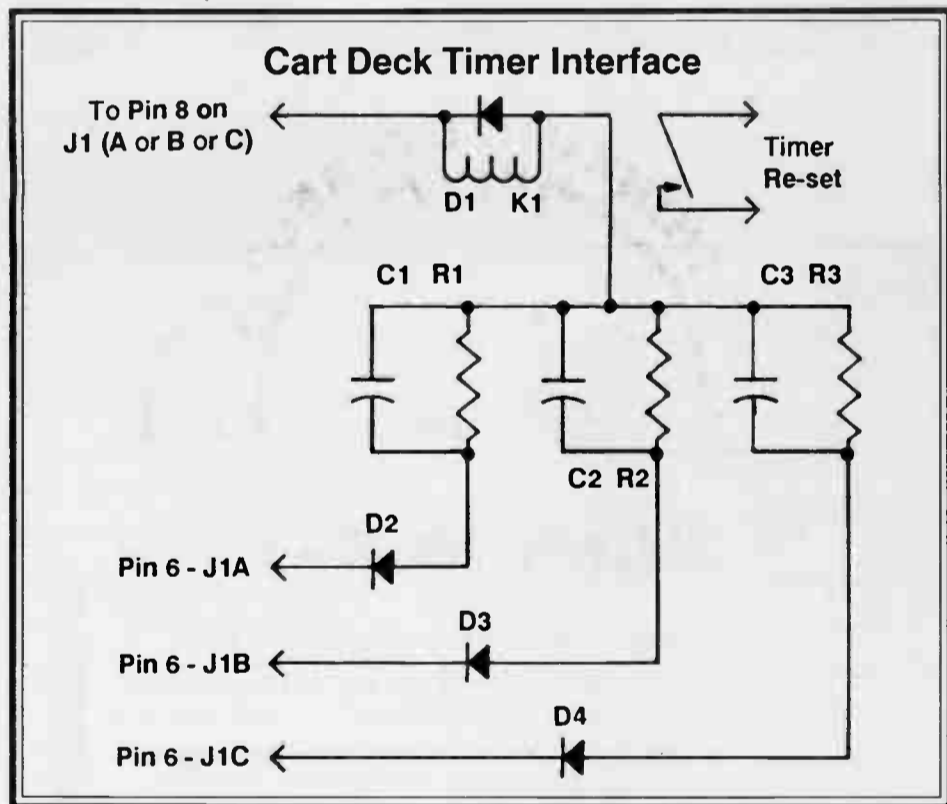 Cart Deck Timer Interface
To Pin 8 on
J1 (A or B or C)
Timer
Re-set
D1 K1
C1 R1
C3 R3
C2 R2
D2
Pin 6 - J1A
D3
Pin 6 - J1B
D4
Pin 6 - J1C